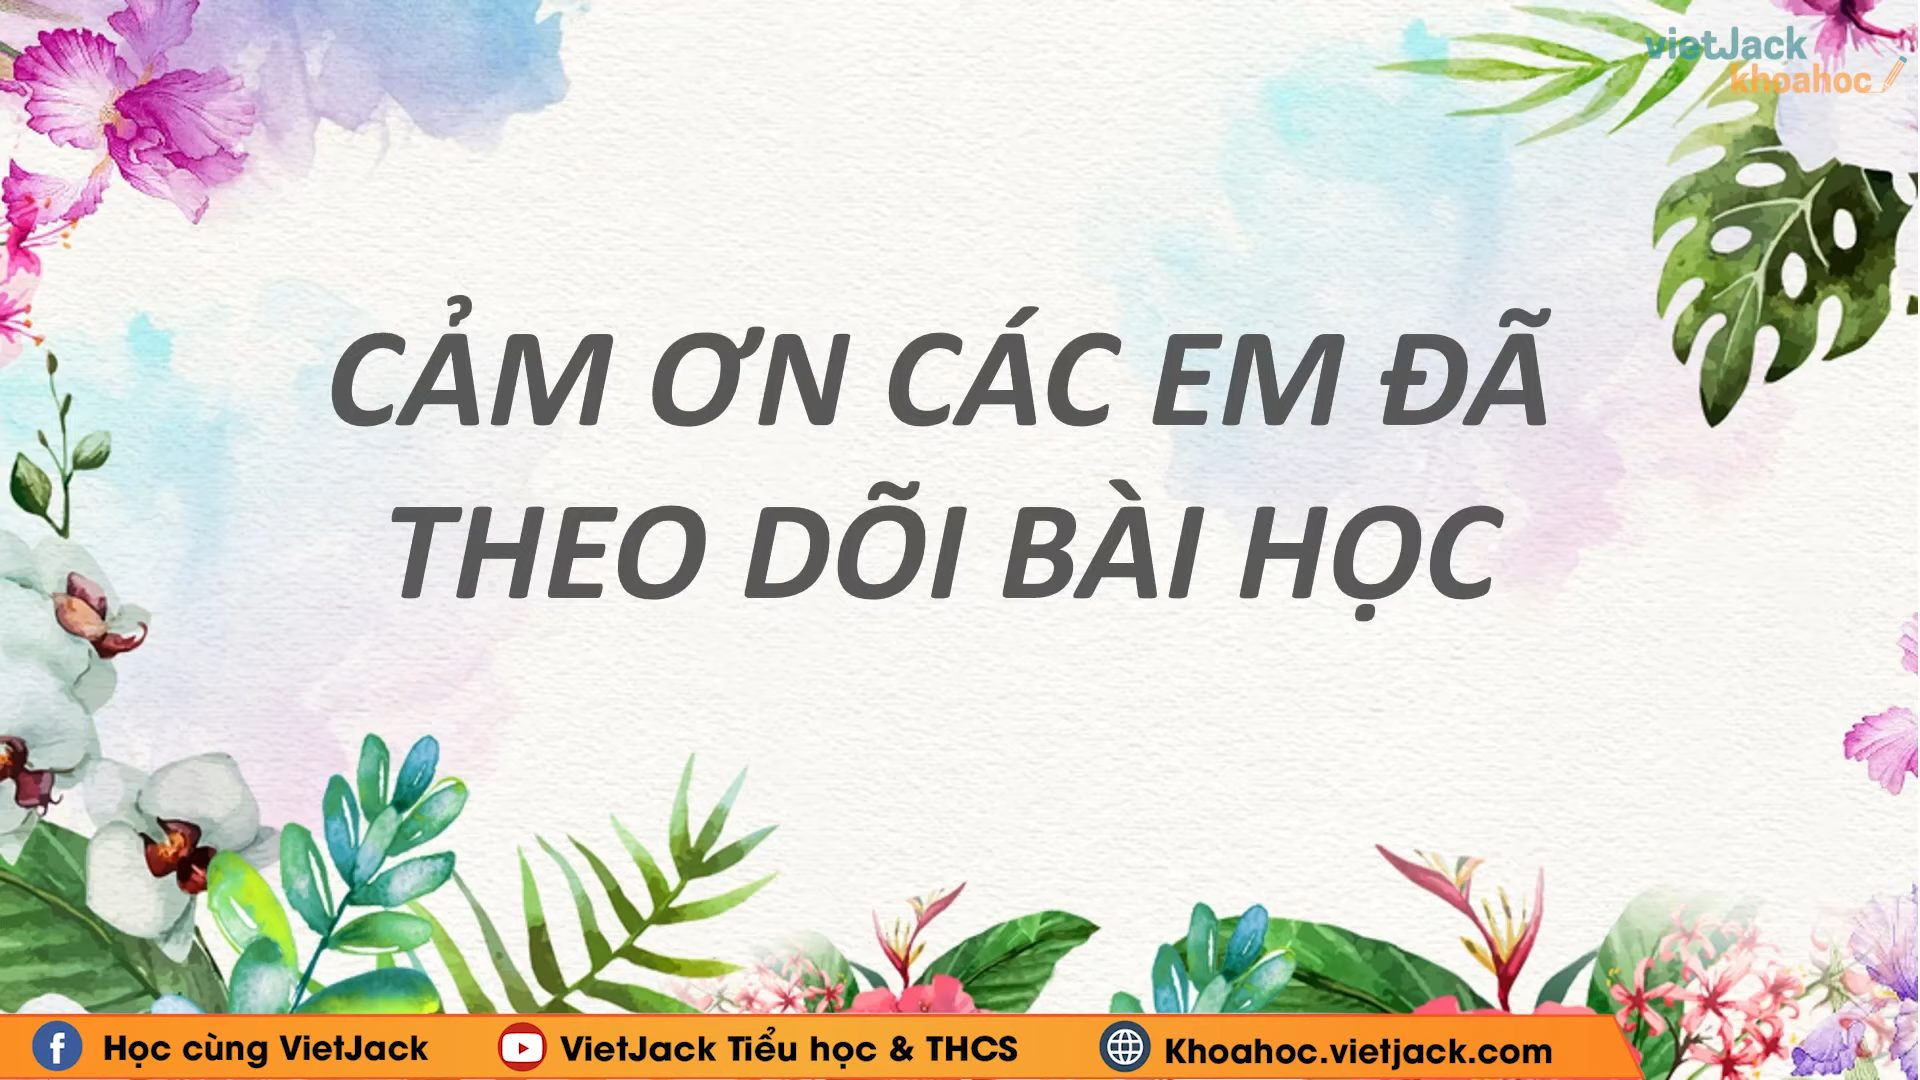 vietJack
khoahoc
CẢM ƠN CÁC EM ĐÃ
THEO DÕI BÀI HỌC
Học cùng VietJack
VietJack Tiểu học & THCS
Khoahoc.vietjack.com